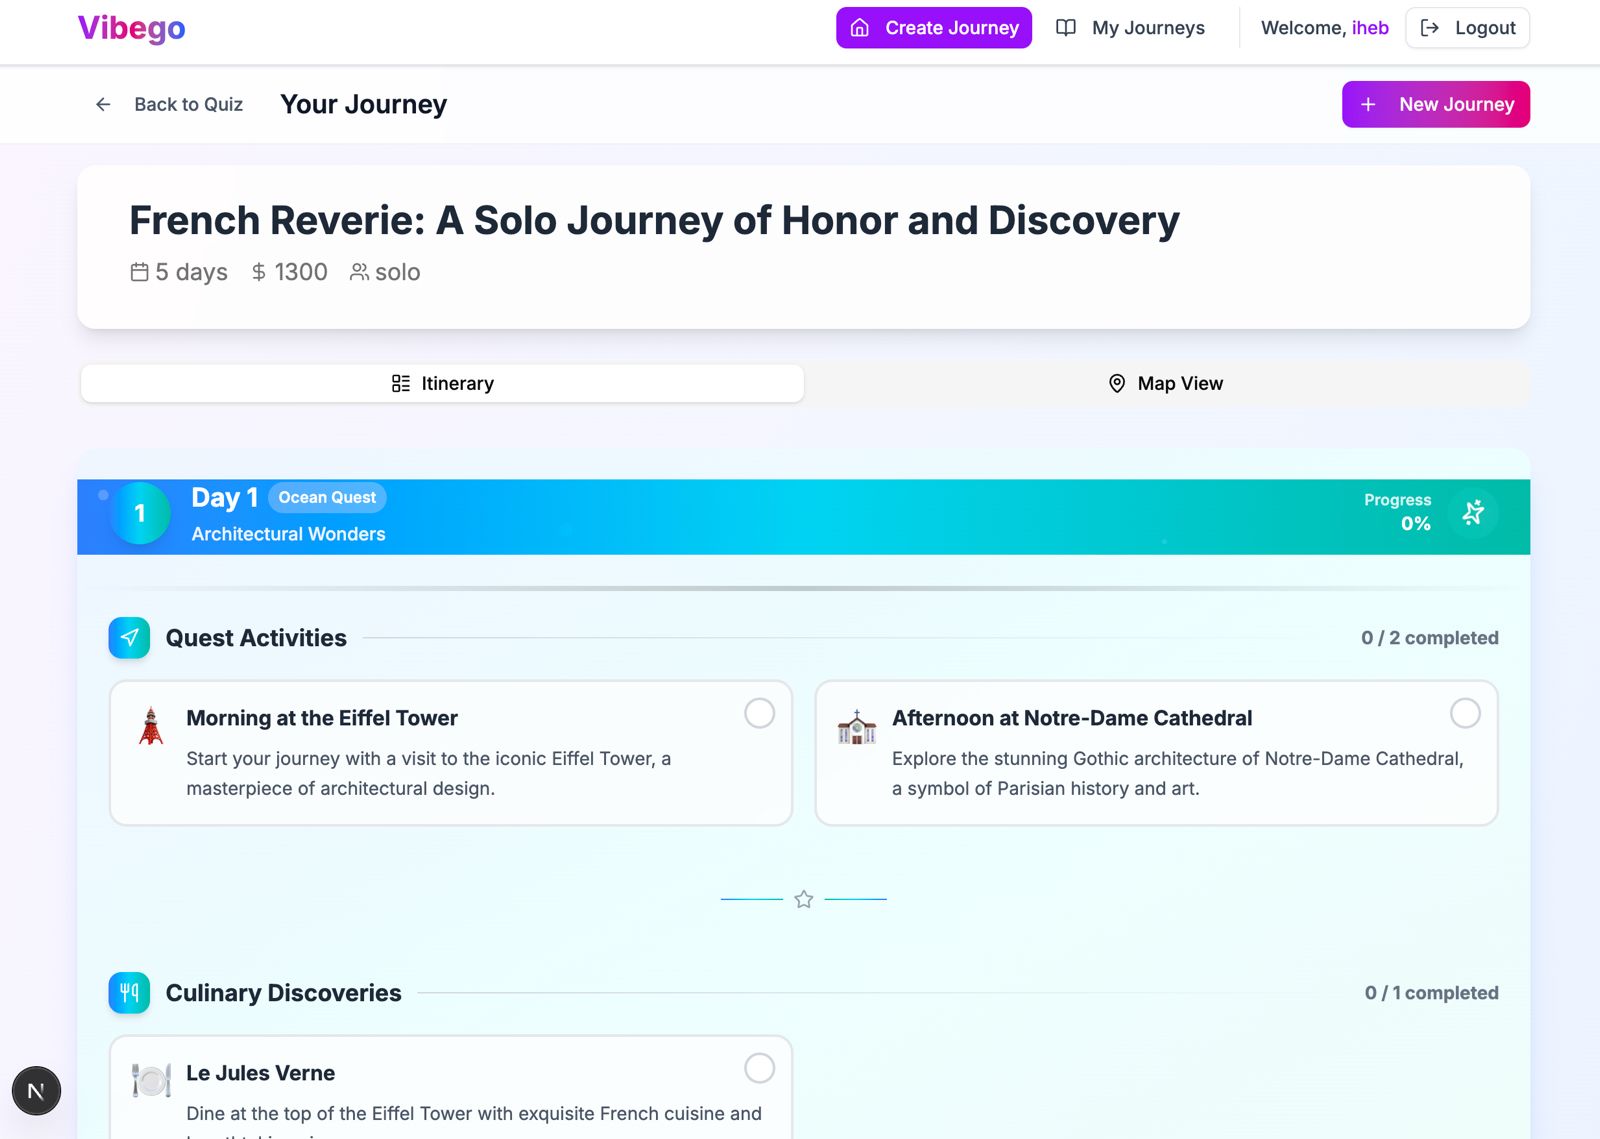 Vibego
Create Journey
My Journeys
Welcome, iheb
Logout
Back to Quiz
Your Journey
New Journey
French Reverie: A Solo Journey of Honor and Discovery
5 days
$ 1300
solo
Itinerary
Map View
1
Day 1
Ocean Quest
Architectural Wonders
Progress
0%
Quest Activities
0 / 2 completed
Morning at the Eiffel Tower
Start your journey with a visit to the iconic Eiffel Tower, a
masterpiece of architectural design.
Afternoon at Notre-Dame Cathedral
Explore the stunning Gothic architecture of Notre-Dame Cathedral,
a symbol of Parisian history and art.
Culinary Discoveries
0 / 1 completed
Le Jules Verne
Dine at the top of the Eiffel Tower with exquisite French cuisine and
N